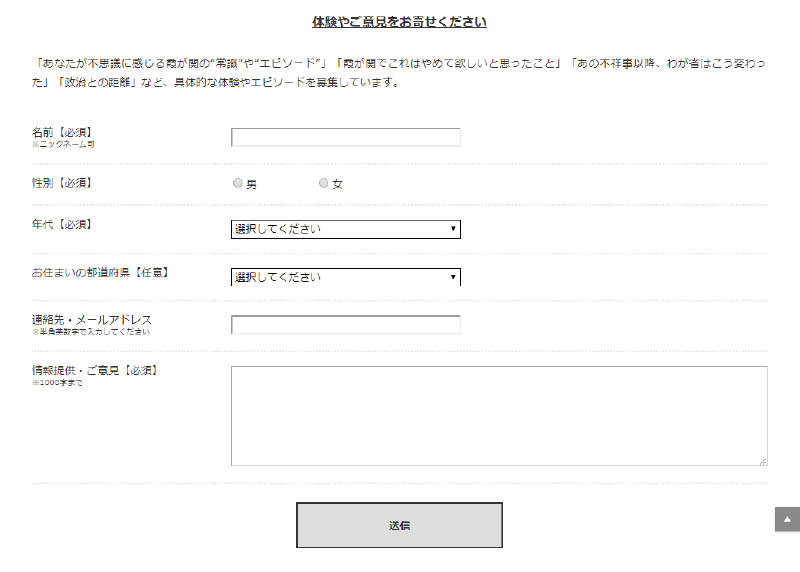 体験やご意見をお寄せください
「あなたが不思議に感じる霞が関の“常識”や“エピソード”」「霞が関でこれはやめて欲しいと思ったこと」「あの不祥事以降、わが省はこう変わっ
た」「政治との距離」など、具体的な体験やエピソードを募集しています。
名前【必須】
※ニックネーム可
性別【必須】
男 女
年代【必須】
選択してください
お住まいの都道府県【任意】
選択してください
連絡先・メールアドレス
※半角英数字で入力してください
情報提供・ご意見【必須】
※1000字まで
送信